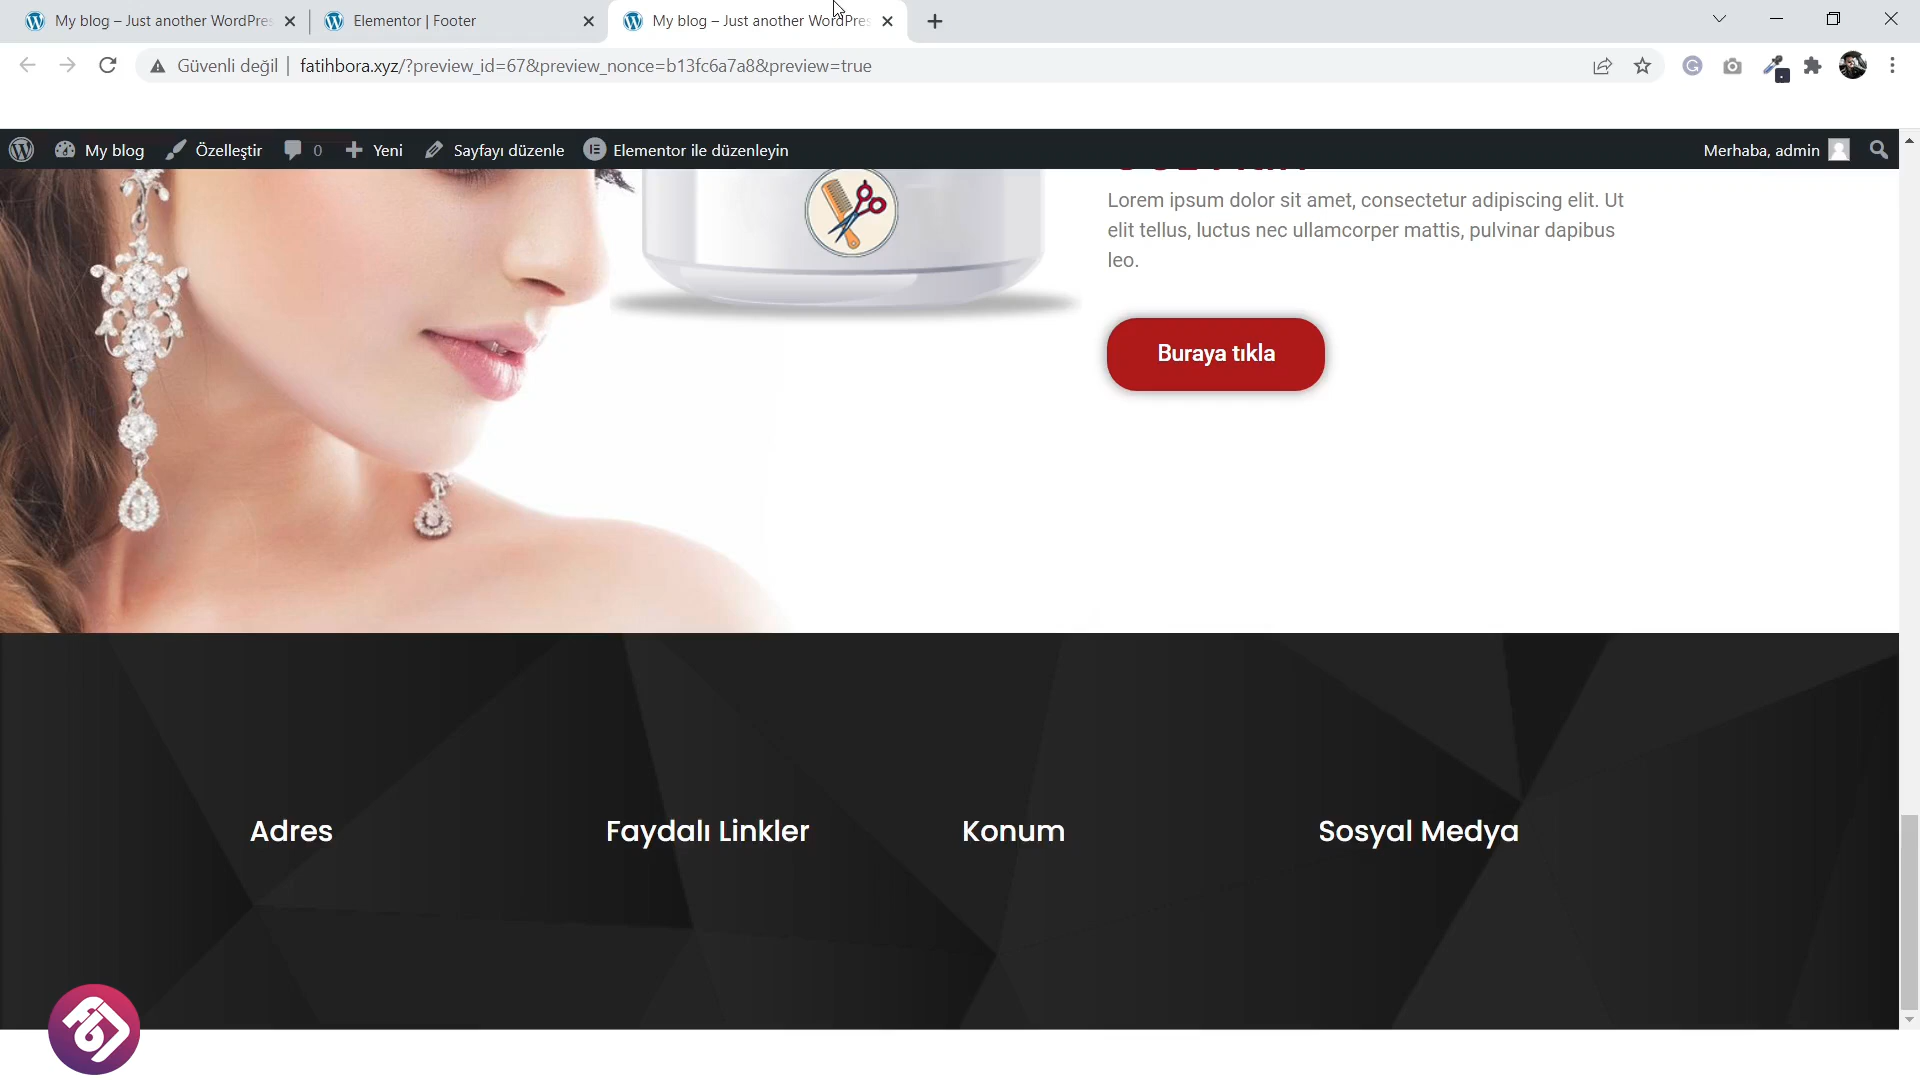 My blog – Just another WordPres
Elementor | Footer
My blog – Just another WordPres
Güvenli değil
fatihbora.xyz/?preview_id=67&preview_nonce=b13fc6a7a8&preview=true
My blog
Özelleştir
0
Yeni
Sayfayı düzenle
Elementor ile düzenleyin
Merhaba, admin
Lorem ipsum dolor sit amet, consectetur adipiscing elit. Ut
elit tellus, luctus nec ullamcorper mattis, pulvinar dapibus
leo.
Buraya tıkla
Adres
Faydalı Linkler
Konum
Sosyal Medya